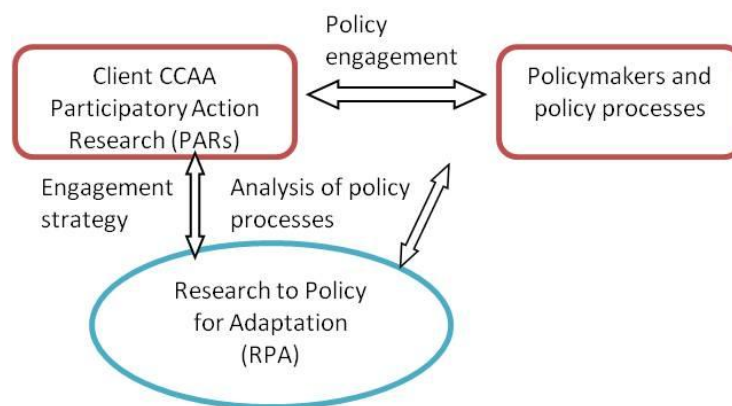 Policy
engagement
Client CCAA
Participatory Action
Research (PARs)
Policymakers and
policy processes
Engagement
strategy
Analysis of policy
processes
Research to Policy
for Adaptation
(RPA)